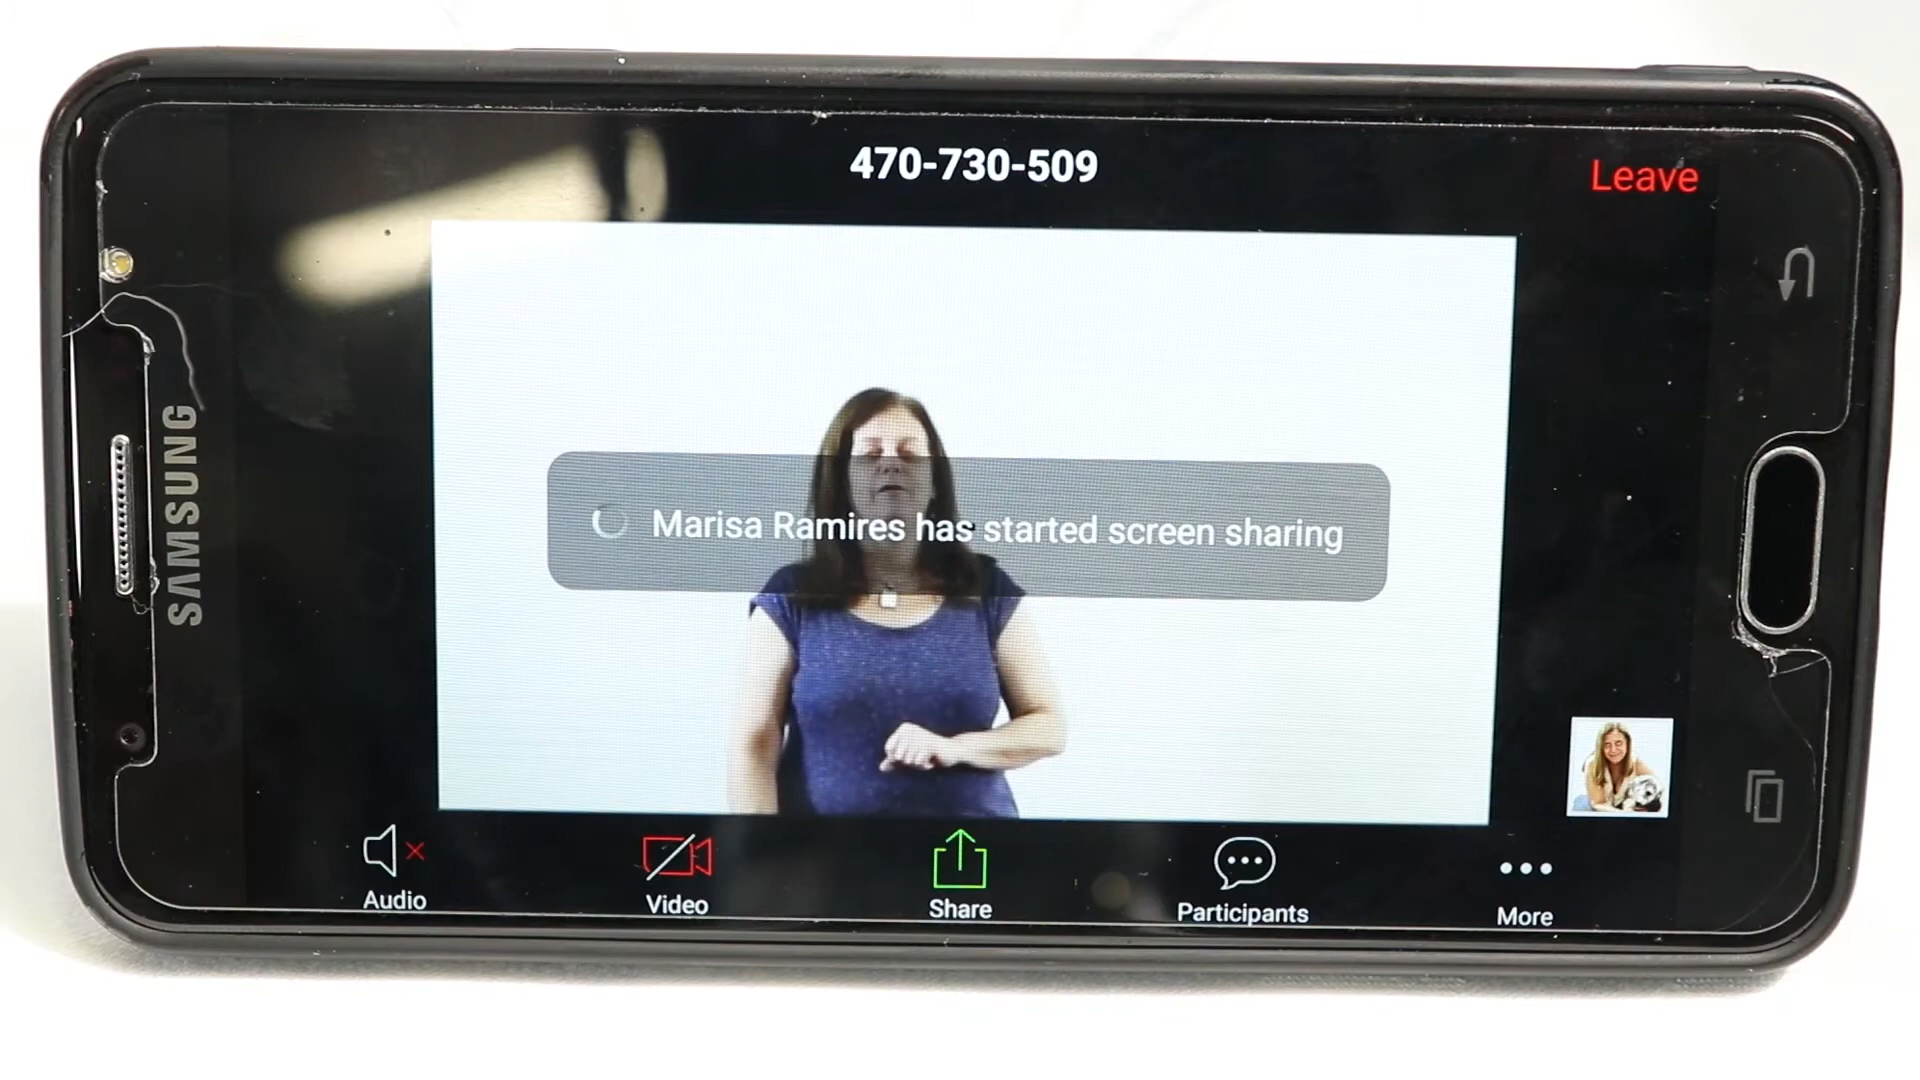 470-730-509
Leave
SAMSUNG
Marisa Ramires has started screen sharing
Audio
Video
Share
Participants
More